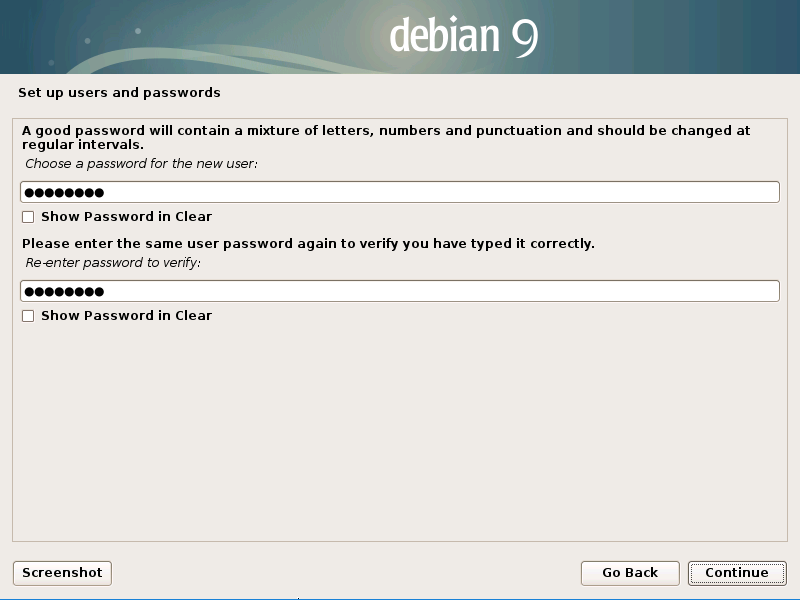 debian 9
Set up users and passwords
A good password will contain a mixture of letters, numbers and punctuation and should be changed at
regular intervals.
Choose a password for the new user:
●●●●●●●●
Show Password in Clear
Please enter the same user password again to verify you have typed it correctly.
Re-enter password to verify:
●●●●●●●●
Show Password in Clear
Screenshot Go Back Continue